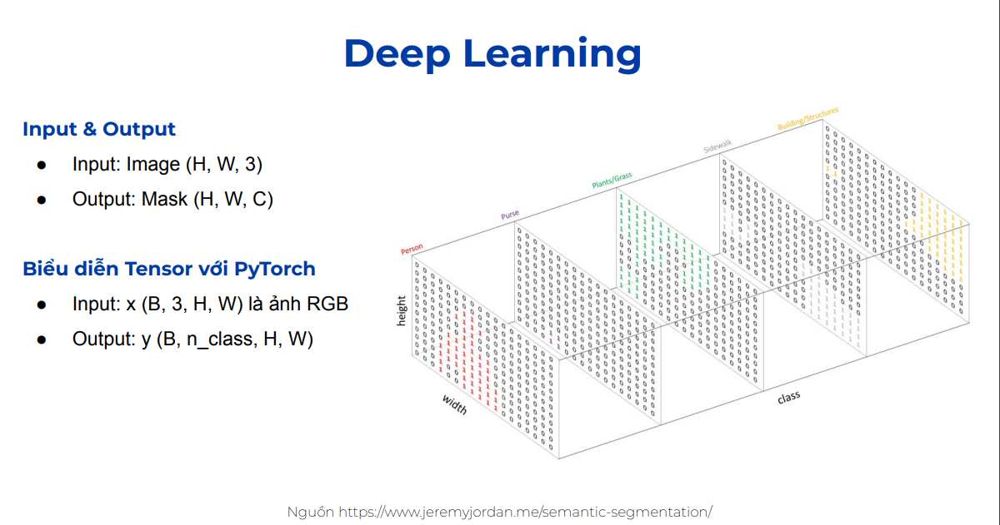 Deep Learning
Input & Output
● Input: Image (H, W, 3)
● Output: Mask (H, W, C)
Biểu diễn Tensor với PyTorch
● Input: x (B, 3, H, W) là ảnh RGB
● Output: y (B, n_class, H, W)
Person
Purse
Plants/Grass
Sidewalk
Building/Structures
height
width
class
Nguồn https://www.jeremyjordan.me/semantic-segmentation/